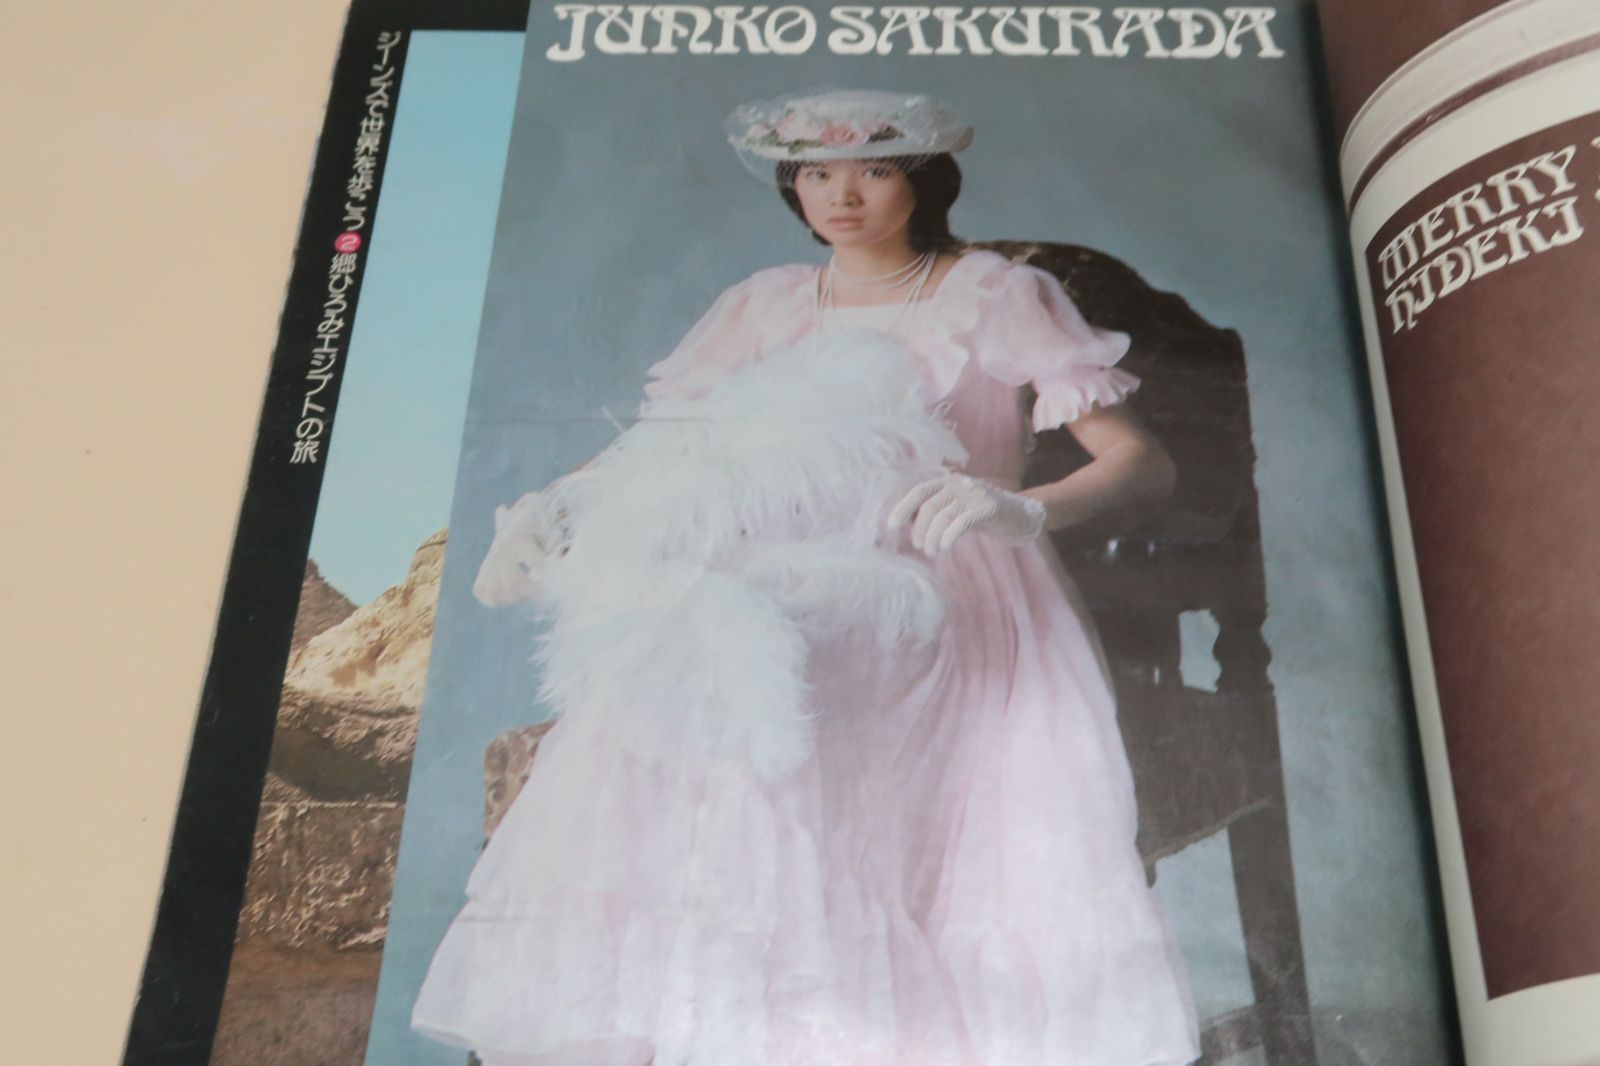 JUNKO SAKURADA
ジーンズで世界を歩こう2郷ひろみエジプトの旅
MERRY
HIDEKI